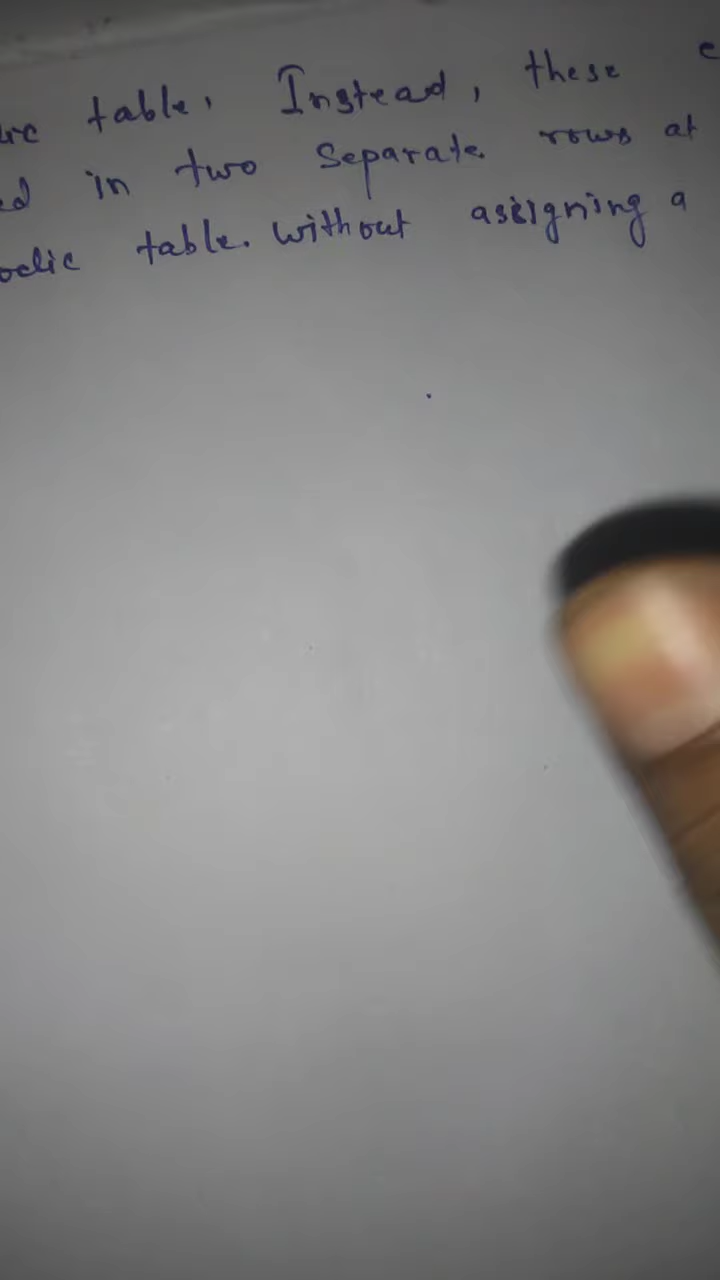 table. Instead, these
in two Separate rows at
table. without assigning a